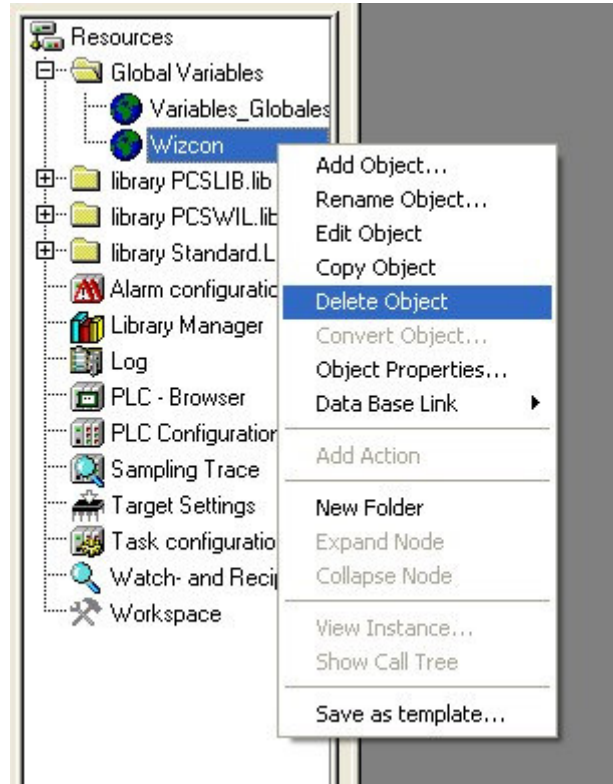 Resources
Global Variables
Variables_Globales
Wizcon
library PCSLIB.lib
library PCSWIL.lib
library Standard.L
Alarm configuratio
Library Manager
Log
PLC - Browser
PLC Configuration
Sampling Trace
Target Settings
Task configuratio
Watch- and Recip
Workspace
Add Object...
Rename Object...
Edit Object
Copy Object
Delete Object
Convert Object...
Object Properties...
Data Base Link
Add Action
New Folder
Expand Node
Collapse Node
View Instance...
Show Call Tree
Save as template...